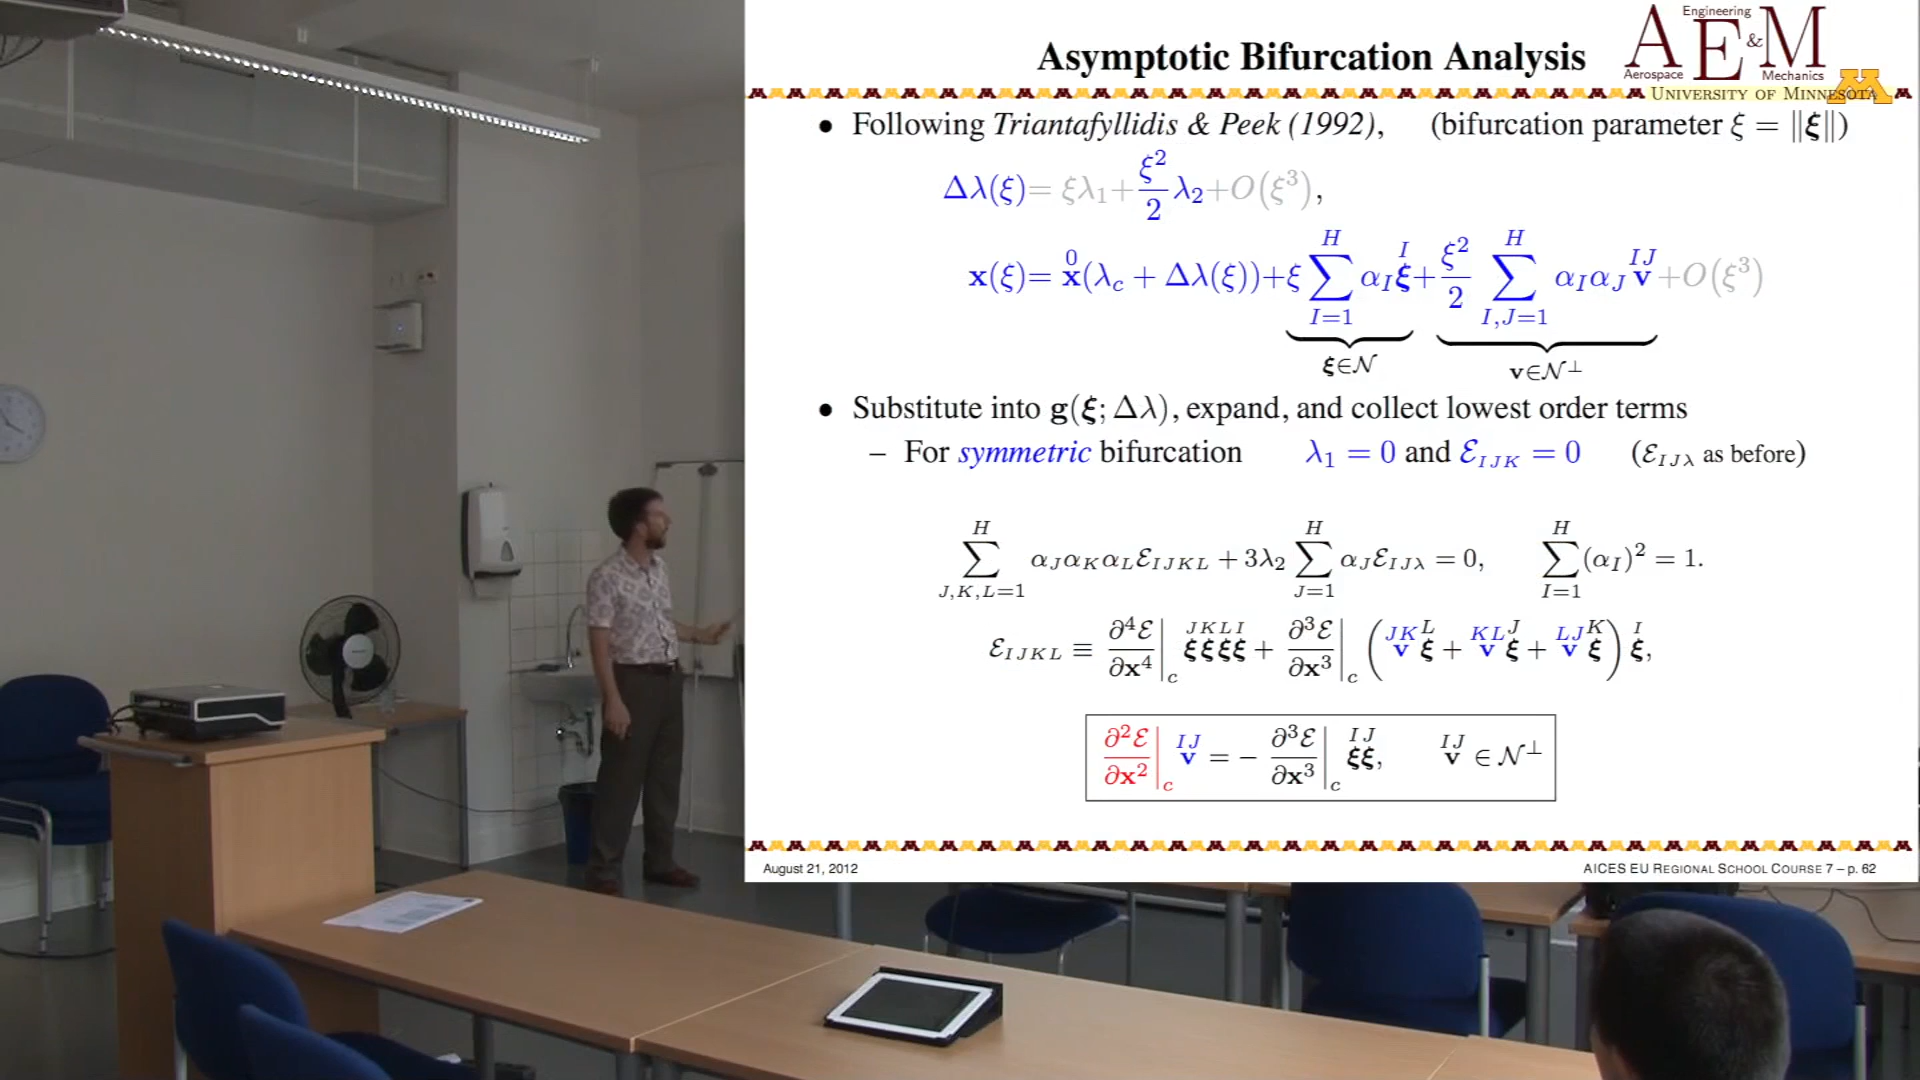 Asymptotic Bifurcation Analysis
Engineering
AE&M
Aerospace Mechanics
UNIVERSITY OF MINNESOTA
• Following Triantafyllidis & Peek (1992), (bifurcation parameter ξ = ‖ξ‖)
Δλ(ξ)= ξλ₁+ξ²/2 λ₂+O(ξ³),
x(ξ)= x⁰(λ_c + Δλ(ξ))+ξ ∑_{I=1}^{H} α_I ξ^I + ξ²/2 ∑_{I,J=1}^{H} α_I α_J v^{IJ} +O(ξ³)
ξ∈N v∈N^⊥
• Substitute into g(ξ; Δλ), expand, and collect lowest order terms
– For symmetric bifurcation λ₁ = 0 and ℰ_{IJK} = 0 (ℰ_{IJλ} as before)
∑_{J,K,L=1}^{H} α_J α_K α_L ℰ_{IJKL} + 3λ₂ ∑_{J=1}^{H} α_J ℰ_{IJλ} = 0, ∑_{I=1}^{H} (α_I)² = 1.
ℰ_{IJKL} ≡ ∂⁴ℰ/∂x⁴|_c ξ^J ξ^K ξ^L ξ^I + ∂³ℰ/∂x³|_c (v^{JK} ξ^L + v^{KL} ξ^J + v^{LJ} ξ^K) ξ^I,
∂²ℰ/∂x²|_c v^{IJ} = − ∂³ℰ/∂x³|_c ξ^I ξ^J, v^{IJ} ∈ N^⊥
August 21, 2012
AICES EU REGIONAL SCHOOL COURSE 7 – p. 62